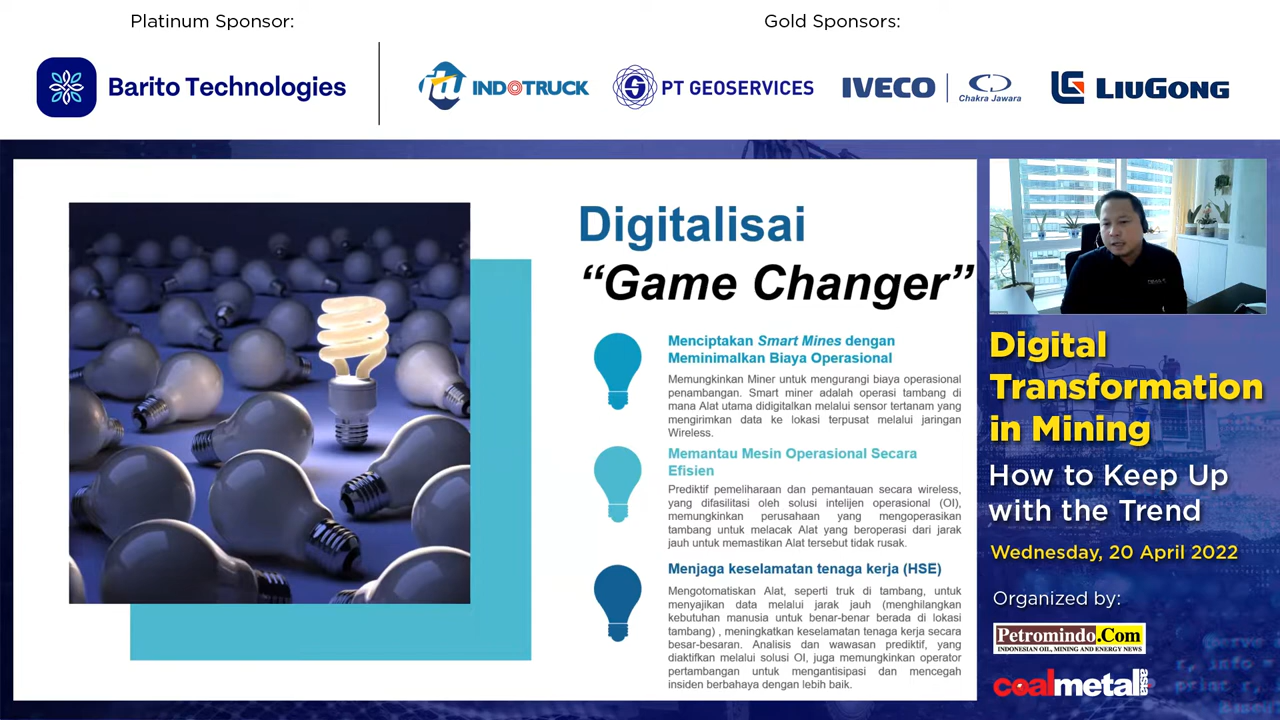 Platinum Sponsor:
Gold Sponsors:
Barito Technologies
INDOTRUCK
PT GEOSERVICES
IVECO
Chakra Jawara
LIUGONG
Digitalisai
“Game Changer”
Menciptakan Smart Mines dengan
Meminimalkan Biaya Operasional
Memungkinkan Miner untuk mengurangi biaya operasional
penambangan. Smart miner adalah operasi tambang di
mana Alat utama didigitalkan melalui sensor tertanam yang
mengirimkan data ke lokasi terpusat melalui jaringan
Wireless.
Memantau Mesin Operasional Secara
Efisien
Prediktif pemeliharaan dan pemantauan secara wireless,
yang difasilitasi oleh solusi intelijen operasional (OI),
memungkinkan perusahaan yang mengoperasikan
tambang untuk melacak Alat yang beroperasi dari jarak
jauh untuk memastikan Alat tersebut tidak rusak.
Menjaga keselamatan tenaga kerja (HSE)
Mengotomatiskan Alat, seperti truk di tambang, untuk
menyajikan data melalui jarak jauh (menghilangkan
kebutuhan manusia untuk benar-benar berada di lokasi
tambang) , meningkatkan keselamatan tenaga kerja secara
besar-besaran. Analisis dan wawasan prediktif, yang
diaktifkan melalui solusi OI, juga memungkinkan operator
pertambangan untuk mengantisipasi dan mencegah
insiden berbahaya dengan lebih baik.
Digital
Transformation
in Mining
How to Keep Up
with the Trend
Wednesday, 20 April 2022
Organized by:
Petromindo.Com
INDONESIAN OIL, MINING AND ENERGY NEWS
coalmetal asia